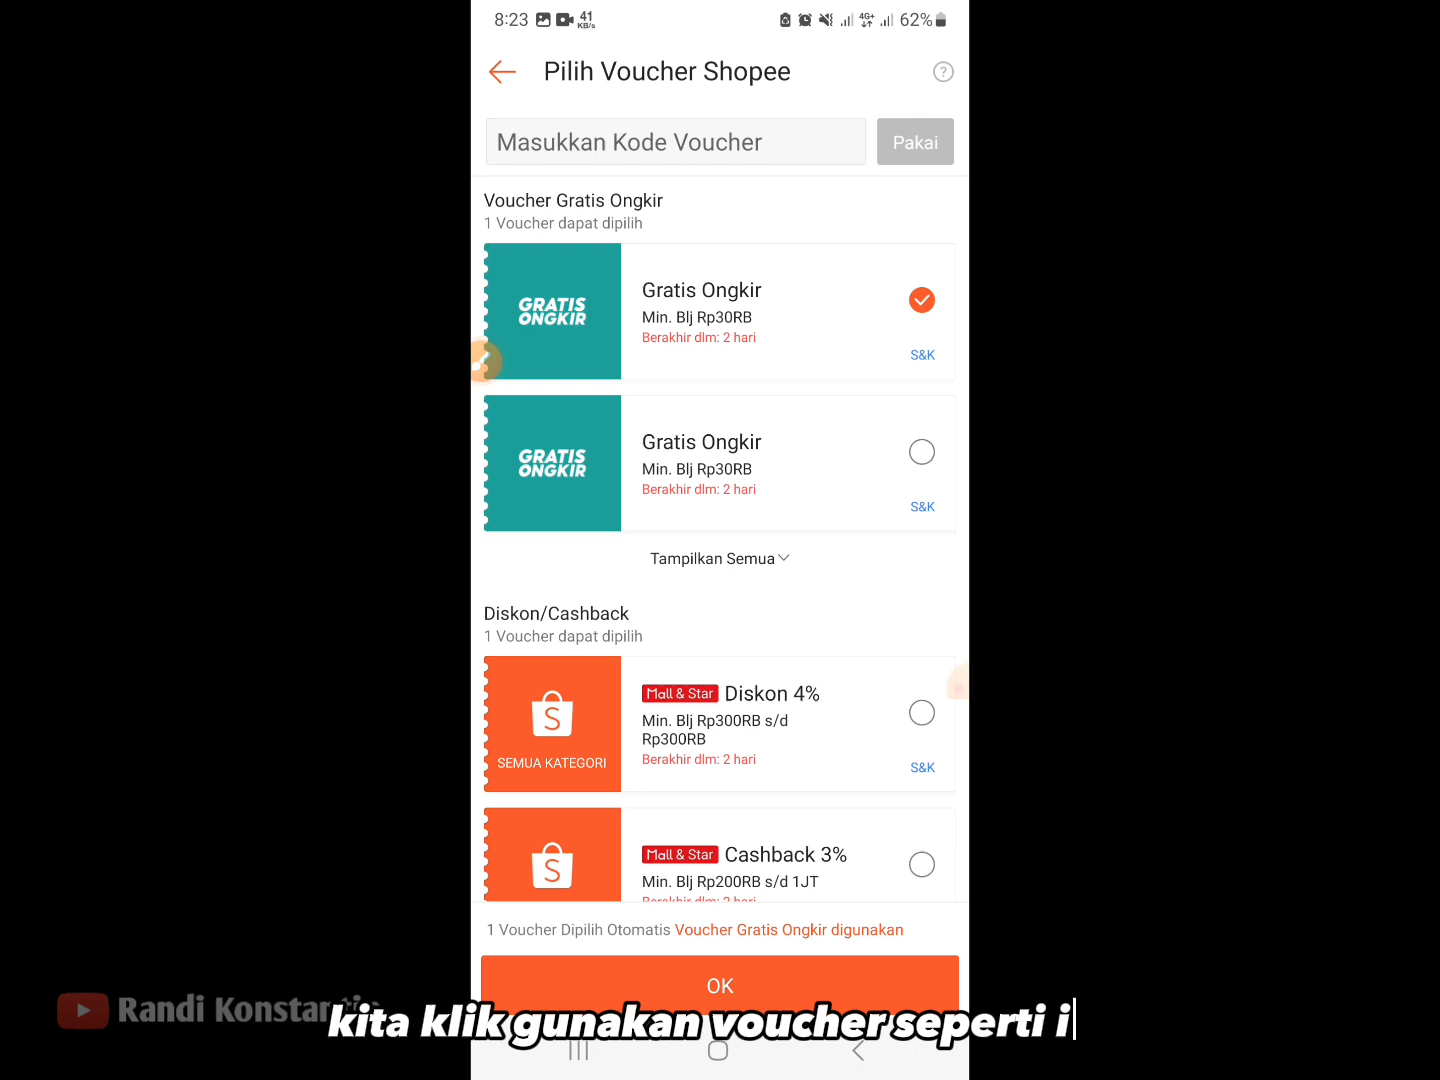 8:23 41 KB/s 4G+ 62%
Pilih Voucher Shopee ?
Masukkan Kode Voucher Pakai
Voucher Gratis Ongkir
1 Voucher dapat dipilih
GRATIS ONGKIR
Gratis Ongkir
Min. Blj Rp30RB
Berakhir dlm: 2 hari
S&K
GRATIS ONGKIR
Gratis Ongkir
Min. Blj Rp30RB
Berakhir dlm: 2 hari
S&K
Tampilkan Semua
Diskon/Cashback
1 Voucher dapat dipilih
S
SEMUA KATEGORI
Mall & Star Diskon 4%
Min. Blj Rp300RB s/d
Rp300RB
Berakhir dlm: 2 hari
S&K
S
Mall & Star Cashback 3%
Min. Blj Rp200RB s/d 1JT
Berakhir dlm: 2 hari
1 Voucher Dipilih Otomatis Voucher Gratis Ongkir digunakan
OK
Randi
kita klik gunakan voucher seperti i